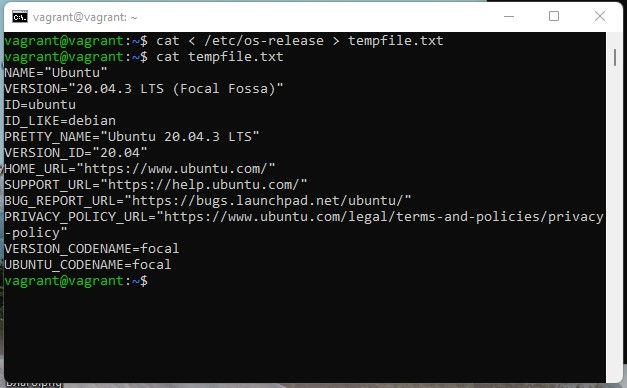 vagrant@vagrant: ~
vagrant@vagrant:~$ cat < /etc/os-release > tempfile.txt
vagrant@vagrant:~$ cat tempfile.txt
NAME="Ubuntu"
VERSION="20.04.3 LTS (Focal Fossa)"
ID=ubuntu
ID_LIKE=debian
PRETTY_NAME="Ubuntu 20.04.3 LTS"
VERSION_ID="20.04"
HOME_URL="https://www.ubuntu.com/"
SUPPORT_URL="https://help.ubuntu.com/"
BUG_REPORT_URL="https://bugs.launchpad.net/ubuntu/"
PRIVACY_POLICY_URL="https://www.ubuntu.com/legal/terms-and-policies/privacy
-policy"
VERSION_CODENAME=focal
UBUNTU_CODENAME=focal
vagrant@vagrant:~$